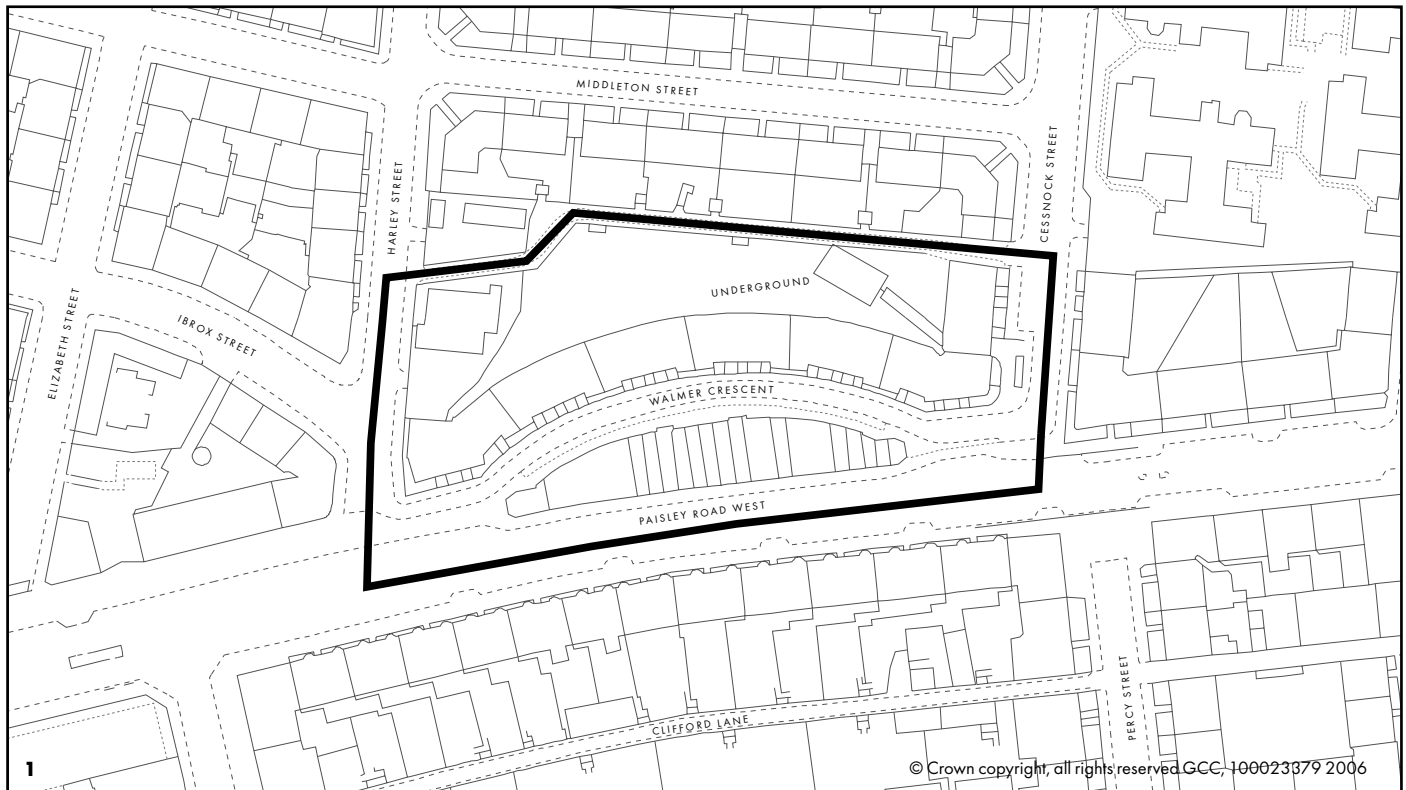 MIDDLETON STREET
CESSNOCK STREET
HARLEY STREET
UNDERGROUND
ELIZABETH STREET
IBROX STREET
WALMER CRESCENT
PAISLEY ROAD WEST
PERCY STREET
CLIFFORD LANE
1
© Crown copyright, all rights reserved GCC, 100023379 2006